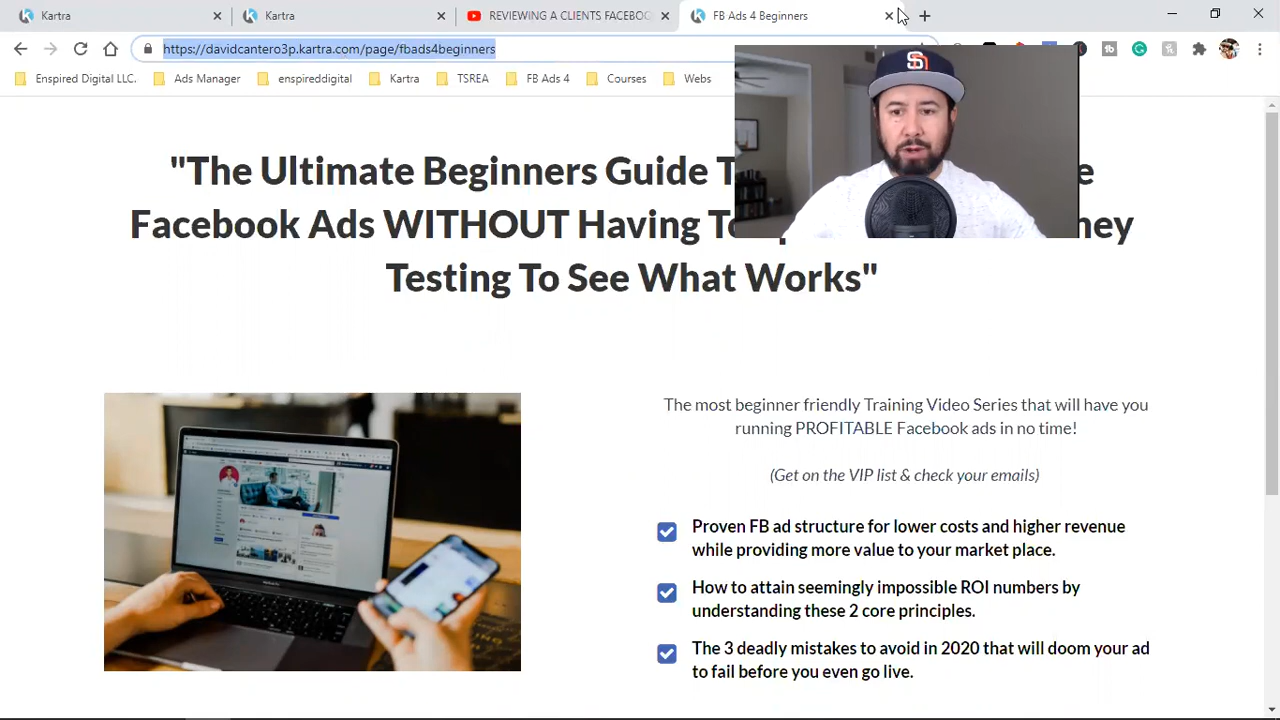 Kartra
Kartra
REVIEWING A CLIENTS FACEBOO
FB Ads 4 Beginners
https://davidcantero3p.kartra.com/page/fbads4beginners
Enspired Digital LLC.
Ads Manager
enspireddigital
Kartra
TSREA
FB Ads 4
Courses
Webs
"The Ultimate Beginners Guide T e
Facebook Ads WITHOUT Having To ney
Testing To See What Works"
The most beginner friendly Training Video Series that will have you
running PROFITABLE Facebook ads in no time!
(Get on the VIP list & check your emails)
Proven FB ad structure for lower costs and higher revenue
while providing more value to your market place.
How to attain seemingly impossible ROI numbers by
understanding these 2 core principles.
The 3 deadly mistakes to avoid in 2020 that will doom your ad
to fail before you even go live.